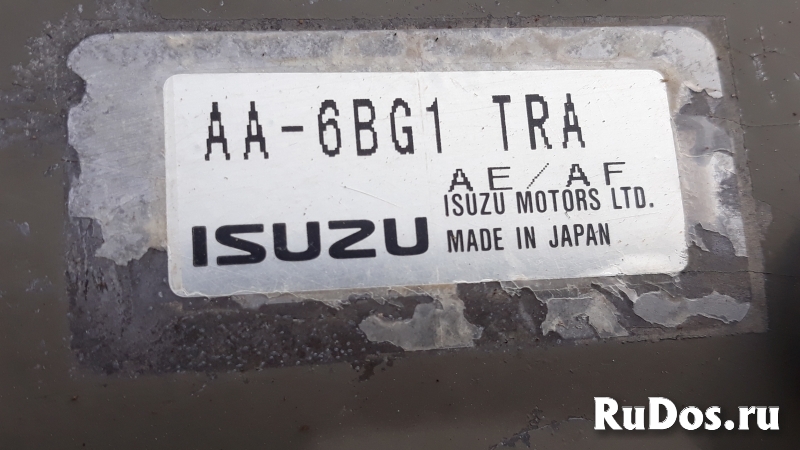 AA-6BG1 TRA
AE/AF
ISUZU MOTORS LTD.
ISUZU MADE IN JAPAN
RuDos.ru